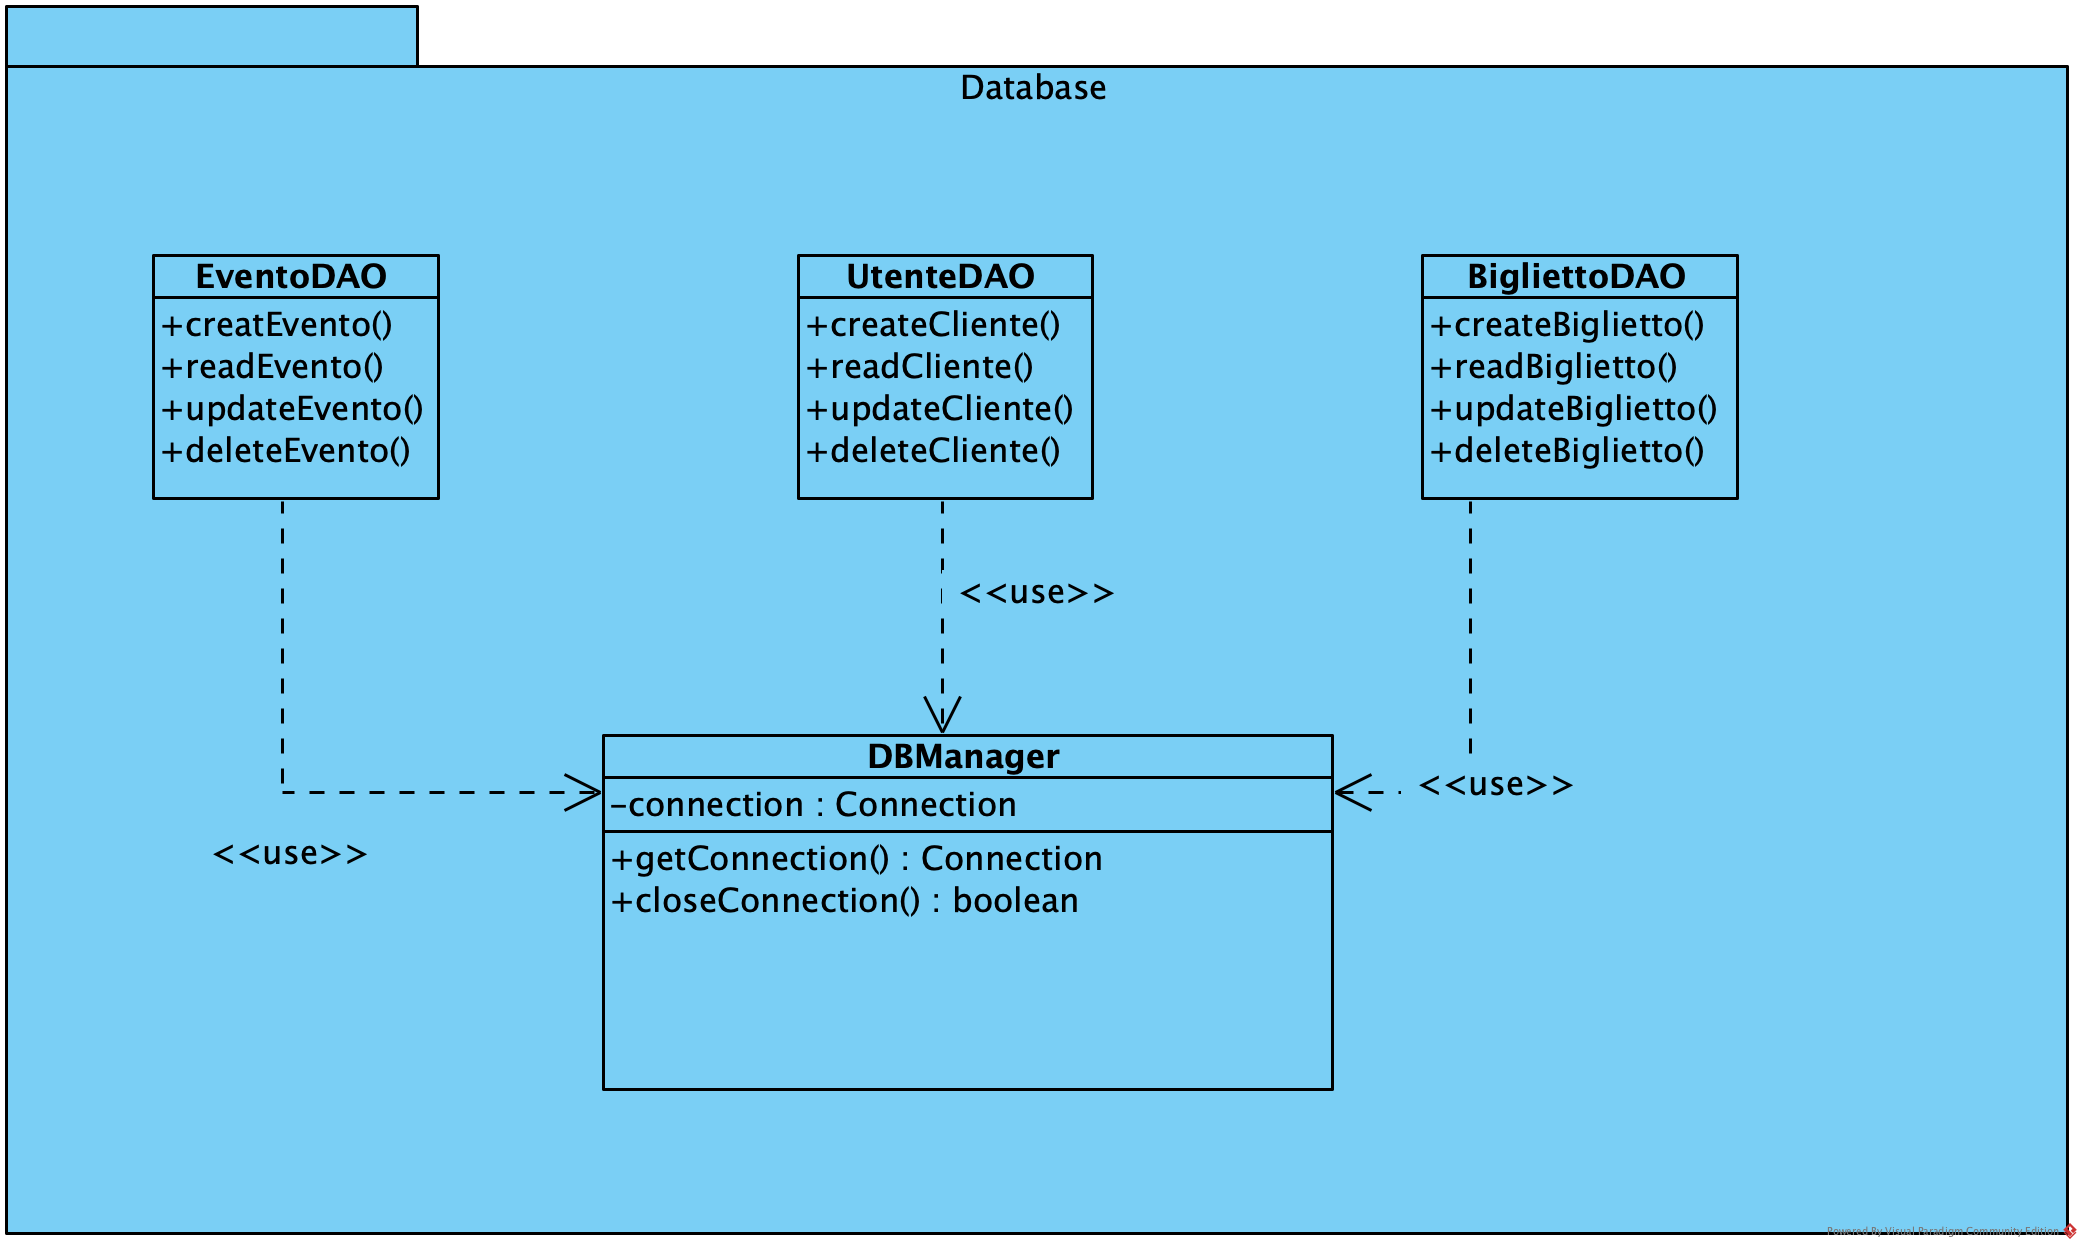 Database
EventoDAO
+creatEvento()
+readEvento()
+updateEvento()
+deleteEvento()
UtenteDAO
+createCliente()
+readCliente()
+updateCliente()
+deleteCliente()
BigliettoDAO
+createBiglietto()
+readBiglietto()
+updateBiglietto()
+deleteBiglietto()
<<use>>
<<use>>
<<use>>
DBManager
-connection : Connection
+getConnection() : Connection
+closeConnection() : boolean
Powered By Visual Paradigm Community Edition